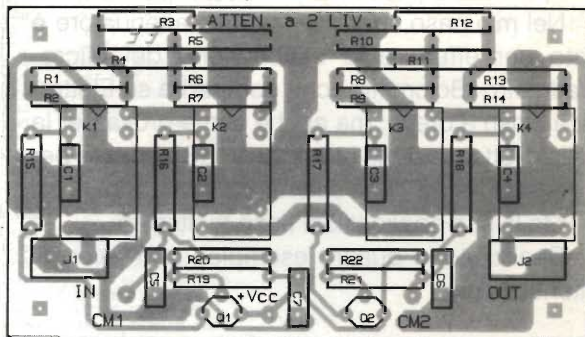 R3 ATTEN. a 2 LIV. R12
R5 R10
R4 R11
R1 R6 R8 R13
R2 R7 R9 R14
K1 K2 K3 K4
R15 R16 R17 R18
C1 C2 C3 C4
J1 R20 R22 J2
R19 R21
IN C5 +Vcc C7 C6 OUT
CM1 Q1 Q2 CM2